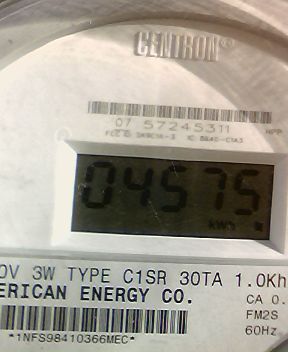 CENTRON®
07 57245311
04575
kWh
0V 3W TYPE C1SR 30TA 1.0Kh
ERICAN ENERGY CO.
CA 0.
FM2S
60Hz
*1NFS98410366MEC*